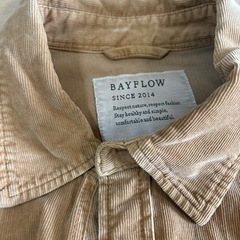 BAYFLOW
SINCE 2014
Respect nature, respect fashion.
Stay healthy and simple,
comfortable and beautiful.